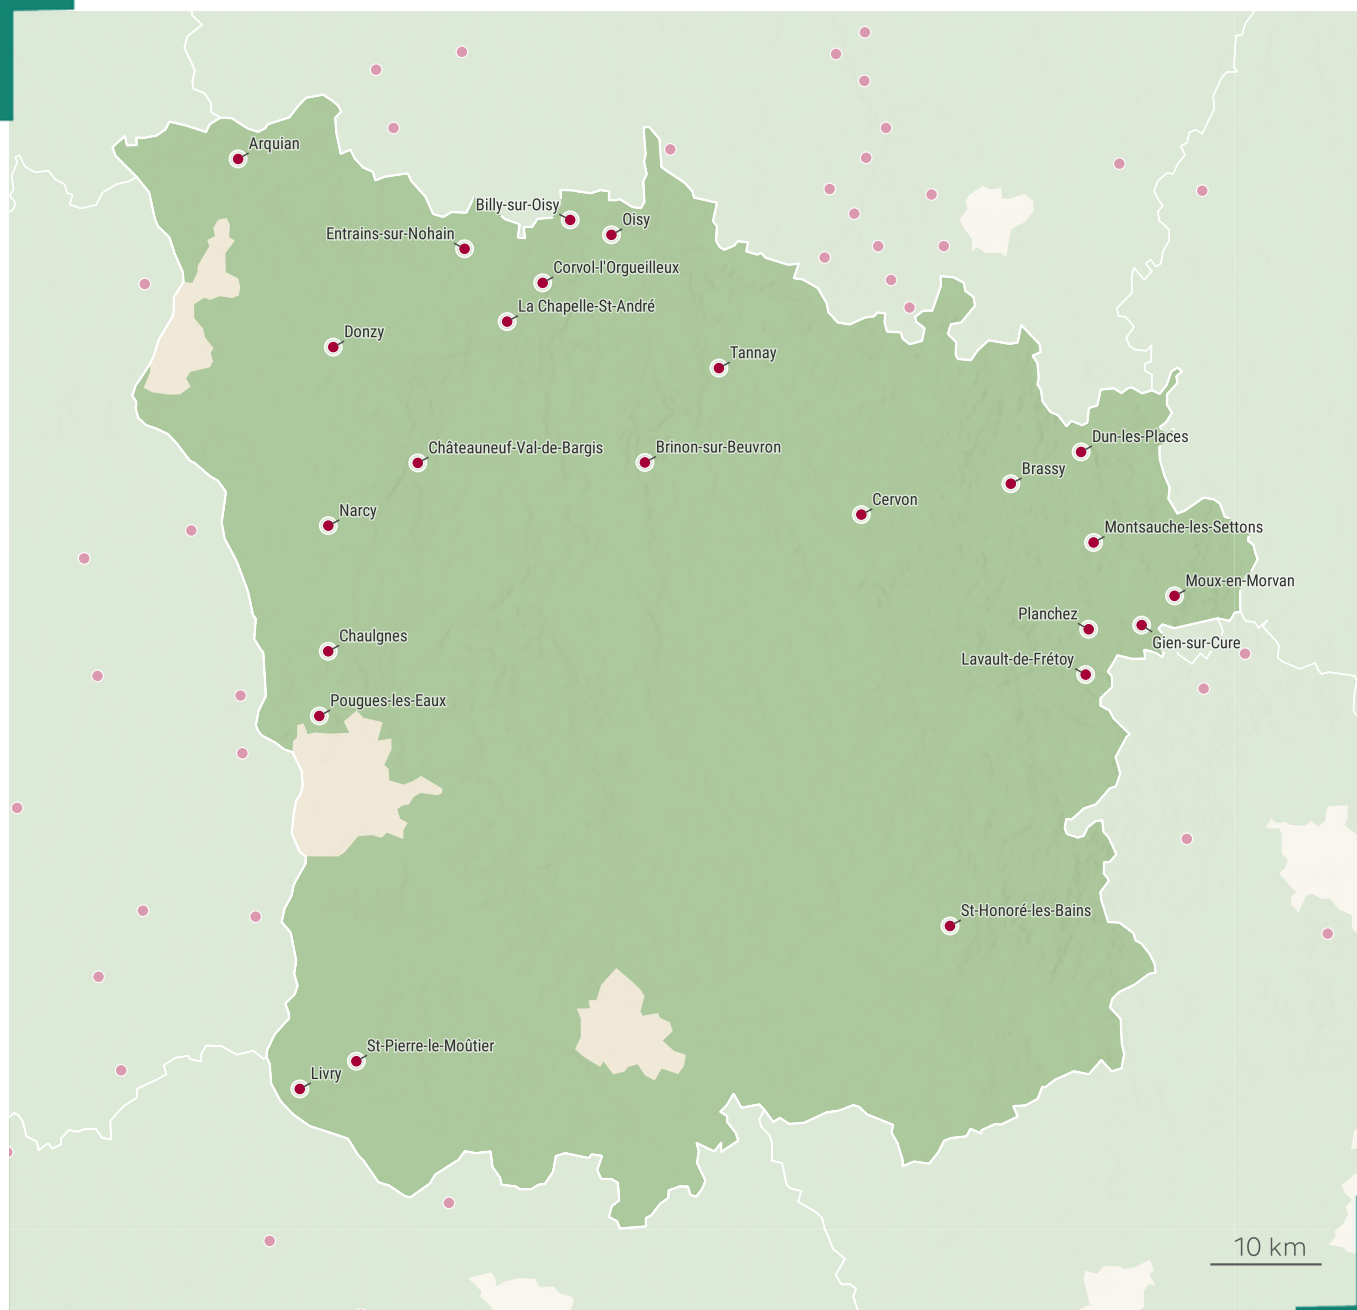 Arquian
Billy-sur-Oisy
Oisy
Entrains-sur-Nohain
Corvol-l'Orgueilleux
La Chapelle-St-André
Donzy
Tannay
Dun-les-Places
Châteauneuf-Val-de-Bargis
Brinon-sur-Beuvron
Brassy
Cervon
Narcy
Montsauche-les-Settons
Moux-en-Morvan
Planchez
Chaulgnes
Gien-sur-Cure
Lavault-de-Frétoy
Pougues-les-Eaux
St-Honoré-les-Bains
St-Pierre-le-Moûtier
Livry
10 km